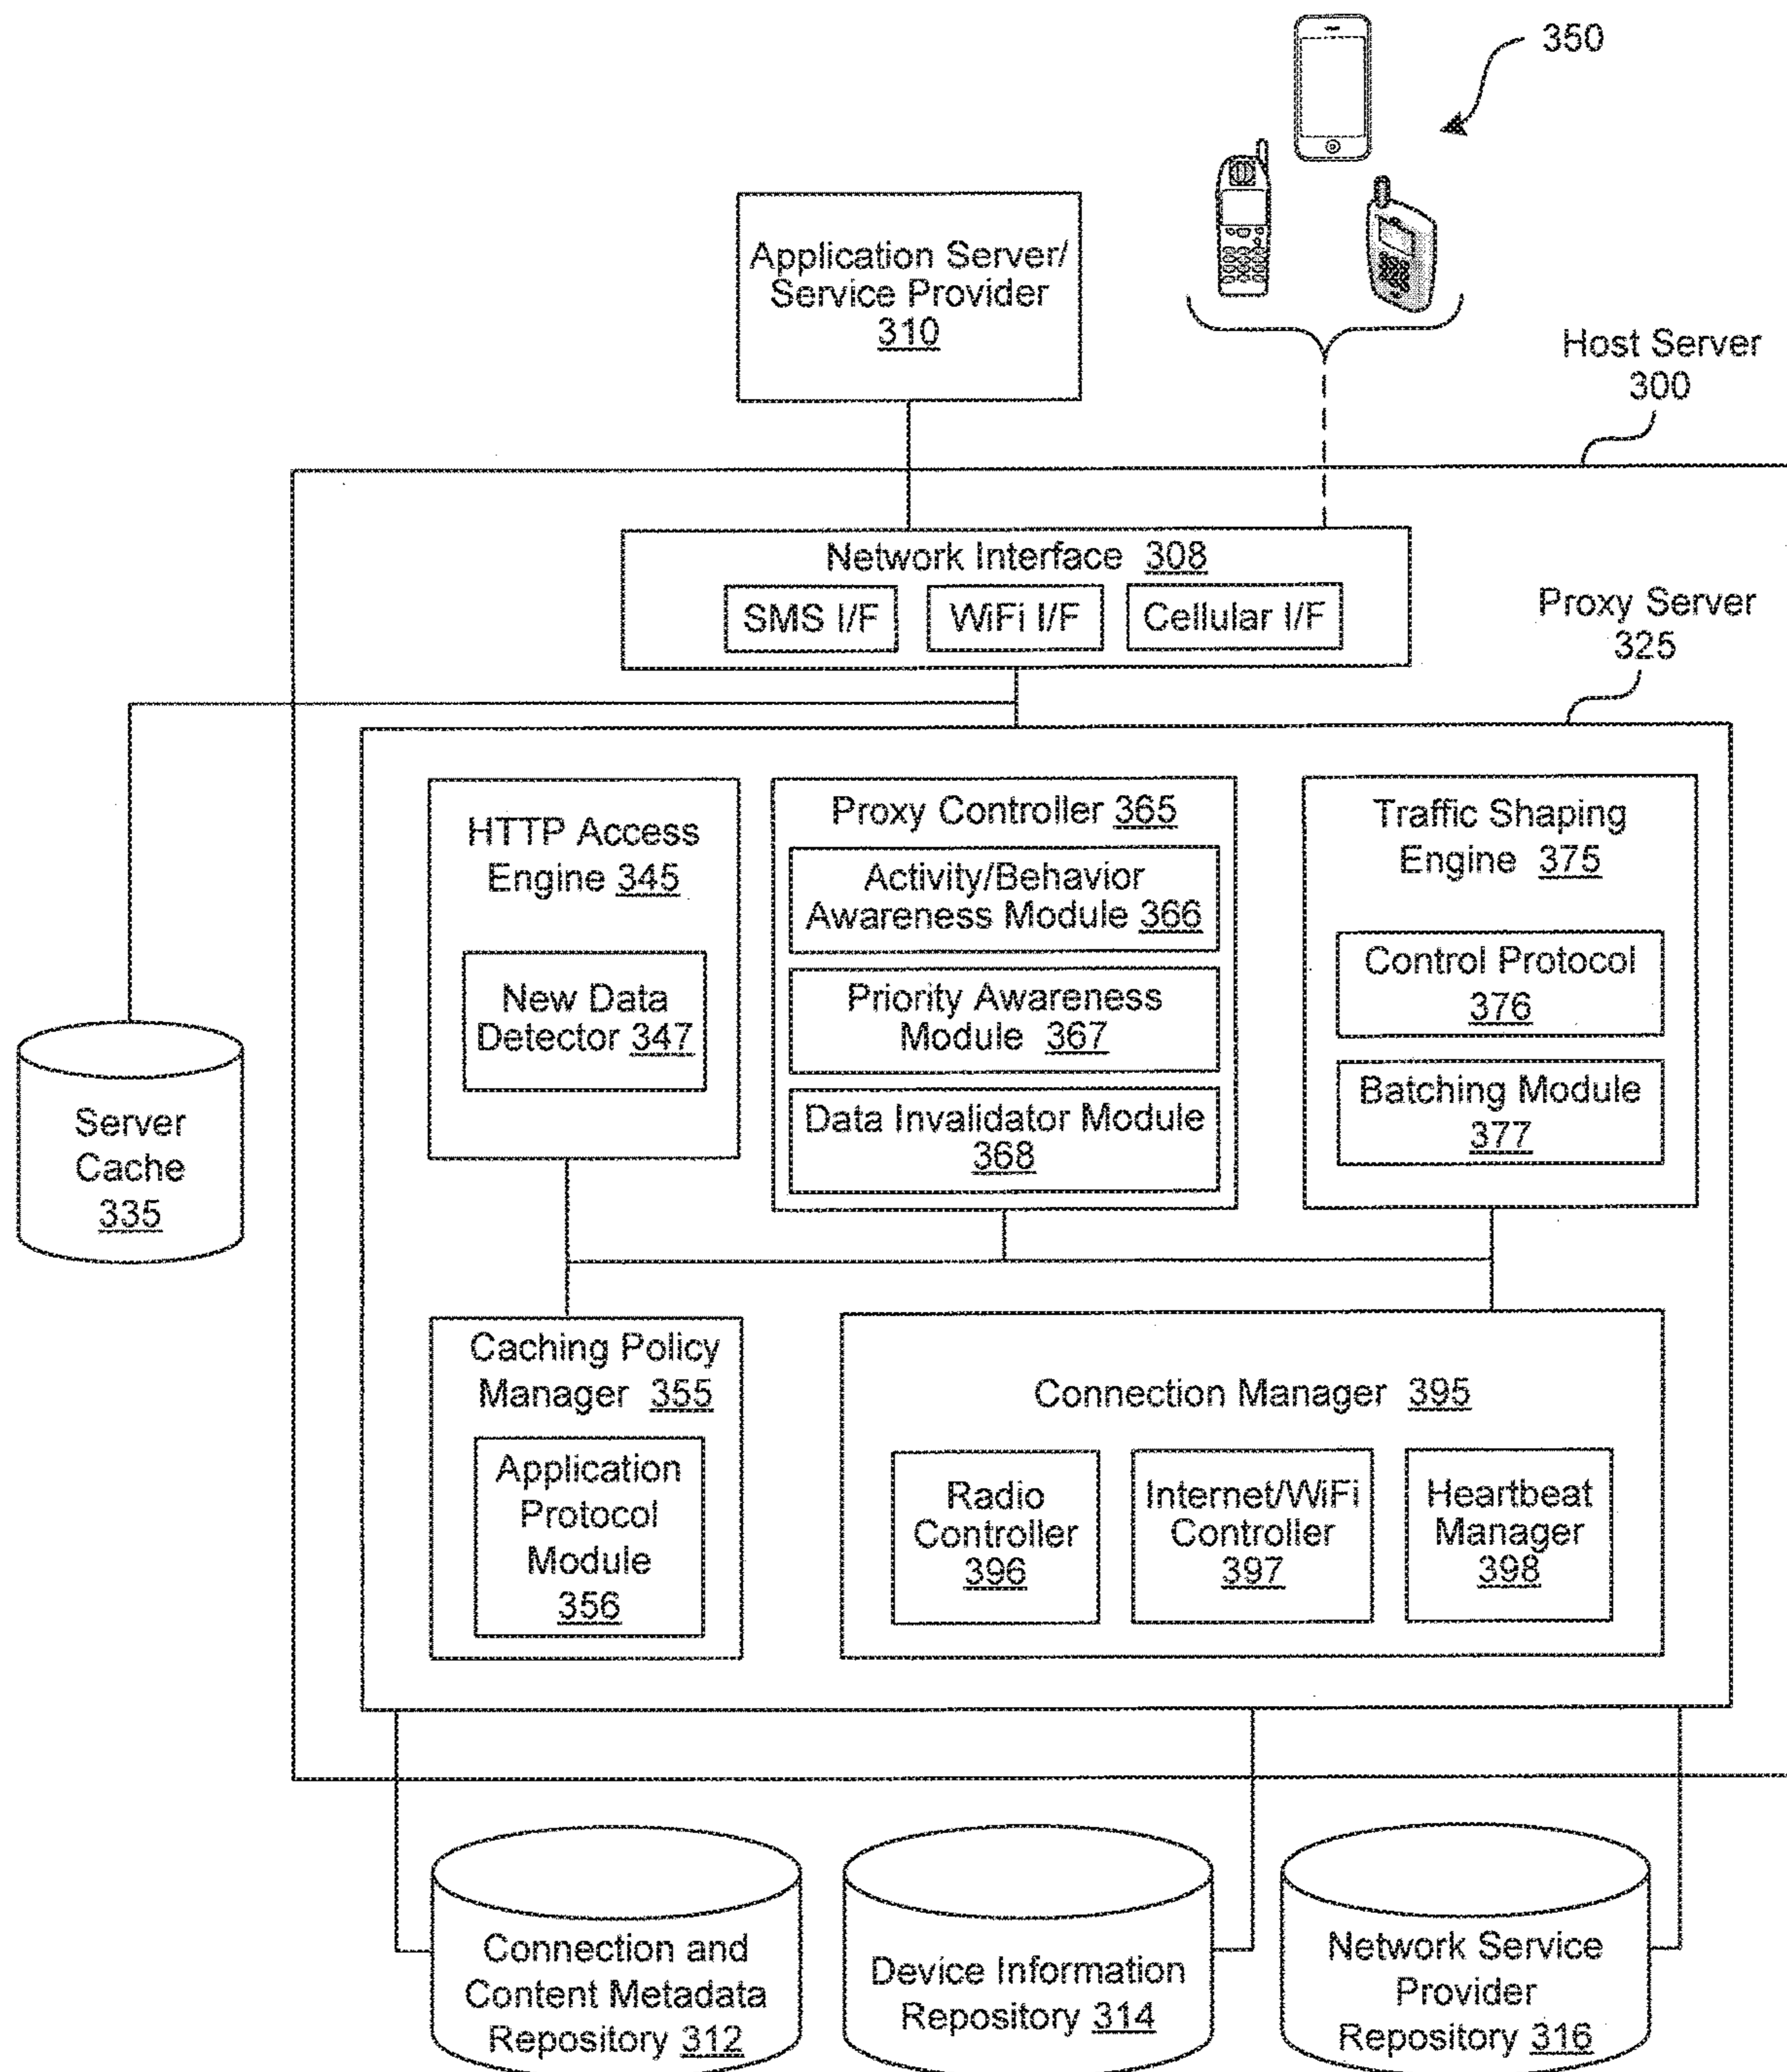 350
Application Server/
Service Provider
310
Host Server
300
Network Interface 308
SMS I/F
WiFi I/F
Cellular I/F
Proxy Server
325
HTTP Access
Engine 345
New Data
Detector 347
Proxy Controller 365
Activity/Behavior
Awareness Module 366
Priority Awareness
Module 367
Data Invalidator Module
368
Traffic Shaping
Engine 375
Control Protocol
376
Batching Module
377
Server
Cache
335
Caching Policy
Manager 355
Application
Protocol
Module
356
Connection Manager 395
Radio
Controller
396
Internet/WiFi
Controller
397
Heartbeat
Manager
398
Connection and
Content Metadata
Repository 312
Device Information
Repository 314
Network Service
Provider
Repository 316